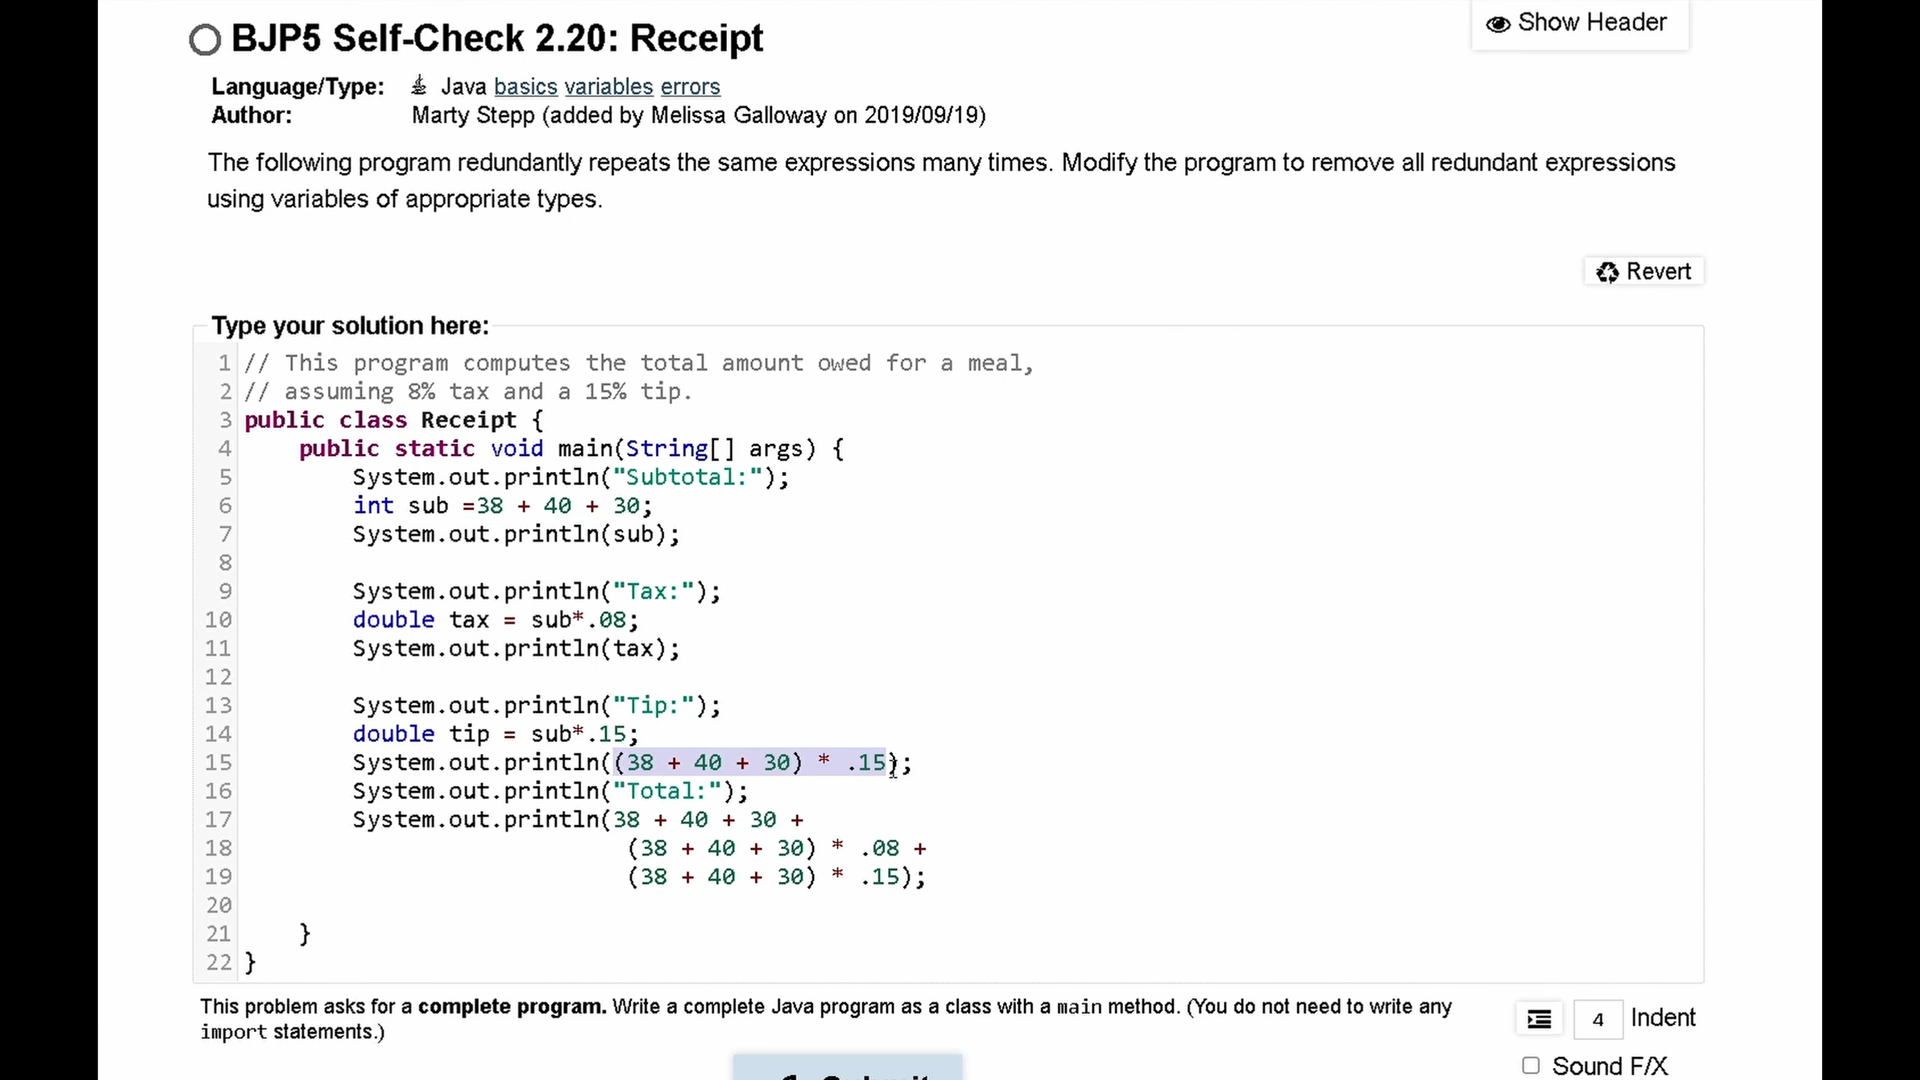 BJP5 Self-Check 2.20: Receipt
Show Header
Language/Type: Java basics variables errors
Author: Marty Stepp (added by Melissa Galloway on 2019/09/19)
The following program redundantly repeats the same expressions many times. Modify the program to remove all redundant expressions
using variables of appropriate types.
Revert
Type your solution here:
1 // This program computes the total amount owed for a meal,
2 // assuming 8% tax and a 15% tip.
3 public class Receipt {
4     public static void main(String[] args) {
5         System.out.println("Subtotal:");
6         int sub =38 + 40 + 30;
7         System.out.println(sub);
8
9         System.out.println("Tax:");
10         double tax = sub*.08;
11         System.out.println(tax);
12
13         System.out.println("Tip:");
14         double tip = sub*.15;
15         System.out.println((38 + 40 + 30) * .15);
16         System.out.println("Total:");
17         System.out.println(38 + 40 + 30 +
18                             (38 + 40 + 30) * .08 +
19                             (38 + 40 + 30) * .15);
20
21     }
22 }
This problem asks for a complete program. Write a complete Java program as a class with a main method. (You do not need to write any
import statements.)
4 Indent
Sound F/X